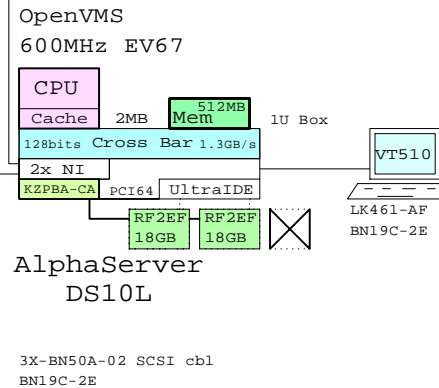 OpenVMS
600MHz EV67
CPU
Cache 2MB
512MB
Mem
1U Box
128bits Cross Bar 1.3GB/s
2x NI
KZPBA-CA PCI64 UltraIDE
VT510
RF2EF RF2EF
18GB 18GB
LK461-AF
BN19C-2E
AlphaServer
DS10L
3X-BN50A-02 SCSI cbl
BN19C-2E